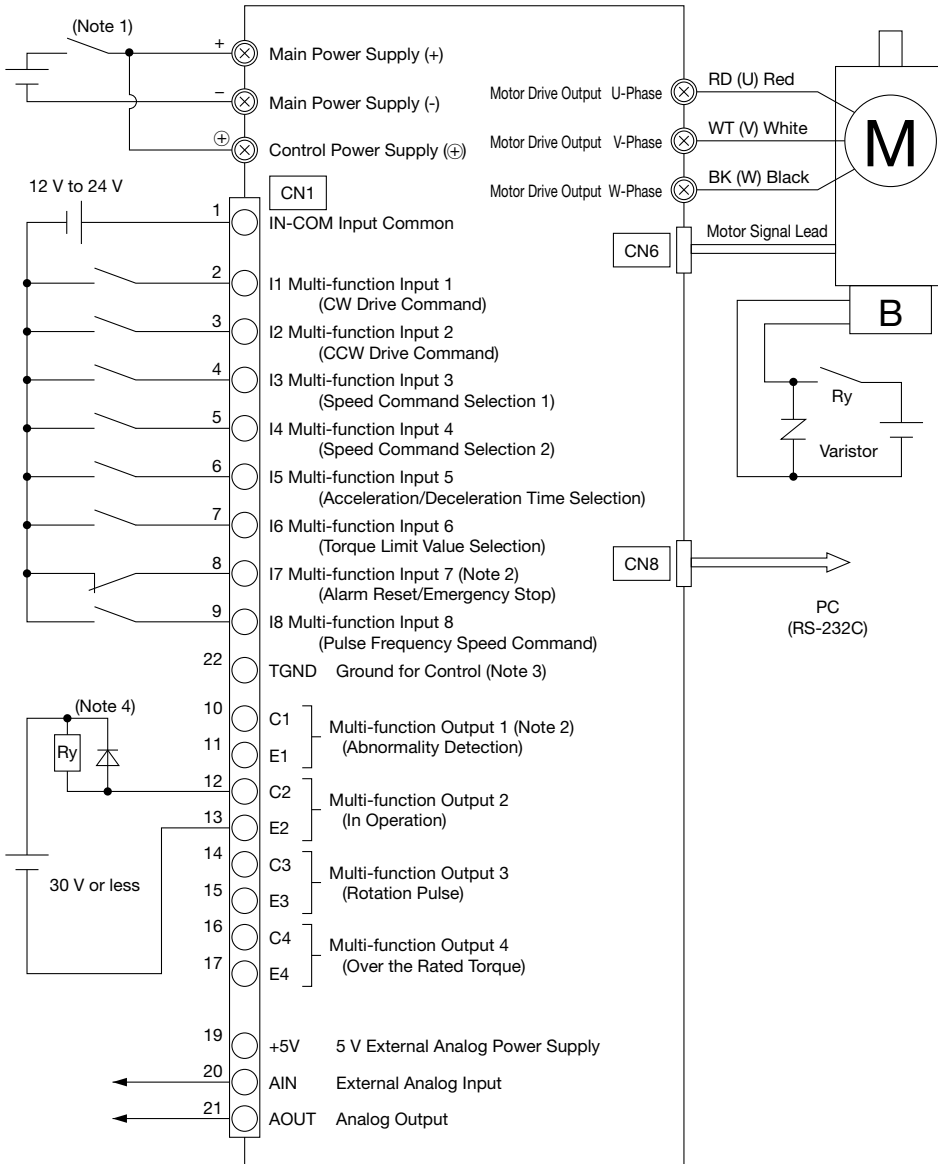 (Note 1)
+
Main Power Supply (+)
−
Main Power Supply (-)
⊕
Control Power Supply (⊕)
Motor Drive Output U-Phase
RD (U) Red
Motor Drive Output V-Phase
WT (V) White
Motor Drive Output W-Phase
BK (W) Black
M
CN6
Motor Signal Lead
B
Ry
Varistor
CN8
PC
(RS-232C)
12 V to 24 V
CN1
1
IN-COM Input Common
2
I1 Multi-function Input 1
(CW Drive Command)
3
I2 Multi-function Input 2
(CCW Drive Command)
4
I3 Multi-function Input 3
(Speed Command Selection 1)
5
I4 Multi-function Input 4
(Speed Command Selection 2)
6
I5 Multi-function Input 5
(Acceleration/Deceleration Time Selection)
7
I6 Multi-function Input 6
(Torque Limit Value Selection)
8
I7 Multi-function Input 7 (Note 2)
(Alarm Reset/Emergency Stop)
9
I8 Multi-function Input 8
(Pulse Frequency Speed Command)
22
TGND Ground for Control (Note 3)
(Note 4)
Ry
30 V or less
10
C1
11
E1
Multi-function Output 1 (Note 2)
(Abnormality Detection)
12
C2
13
E2
Multi-function Output 2
(In Operation)
14
C3
15
E3
Multi-function Output 3
(Rotation Pulse)
16
C4
17
E4
Multi-function Output 4
(Over the Rated Torque)
19
+5V 5 V External Analog Power Supply
20
AIN External Analog Input
21
AOUT Analog Output